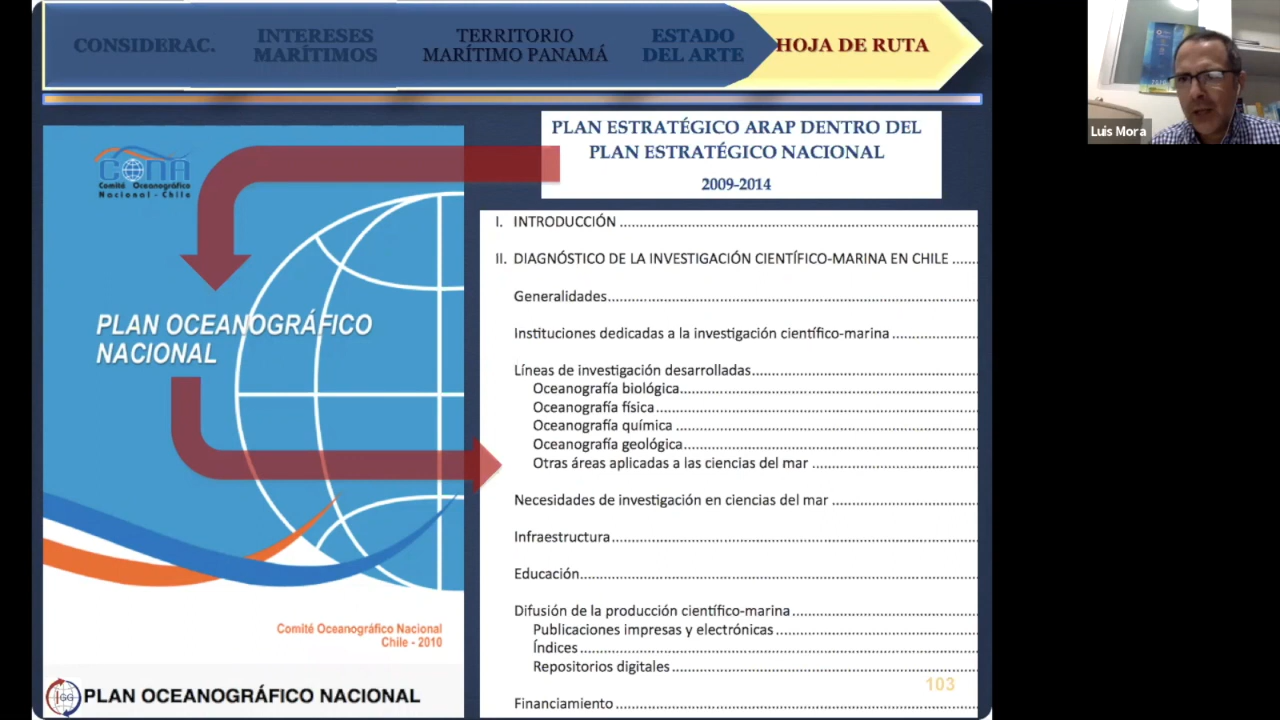 CONSIDERAC.
INTERESES
MARÍTIMOS
TERRITORIO
MARÍTIMO PANAMÁ
ESTADO
DEL ARTE
HOJA DE RUTA
Luis Mora
PLAN ESTRATÉGICO ARAP DENTRO DEL
PLAN ESTRATÉGICO NACIONAL
2009-2014
CONA
Comité Oceanográfico
Nacional - Chile
PLAN OCEANOGRÁFICO
NACIONAL
Comité Oceanográfico Nacional
Chile - 2010
IGG PLAN OCEANOGRÁFICO NACIONAL
I. INTRODUCCIÓN
II. DIAGNÓSTICO DE LA INVESTIGACIÓN CIENTÍFICO-MARINA EN CHILE
Generalidades
Instituciones dedicadas a la investigación científico-marina
Líneas de investigación desarrolladas
Oceanografía biológica
Oceanografía física
Oceanografía química
Oceanografía geológica
Otras áreas aplicadas a las ciencias del mar
Necesidades de investigación en ciencias del mar
Infraestructura
Educación
Difusión de la producción científico-marina
Publicaciones impresas y electrónicas
Índices
Repositorios digitales
103
Financiamiento